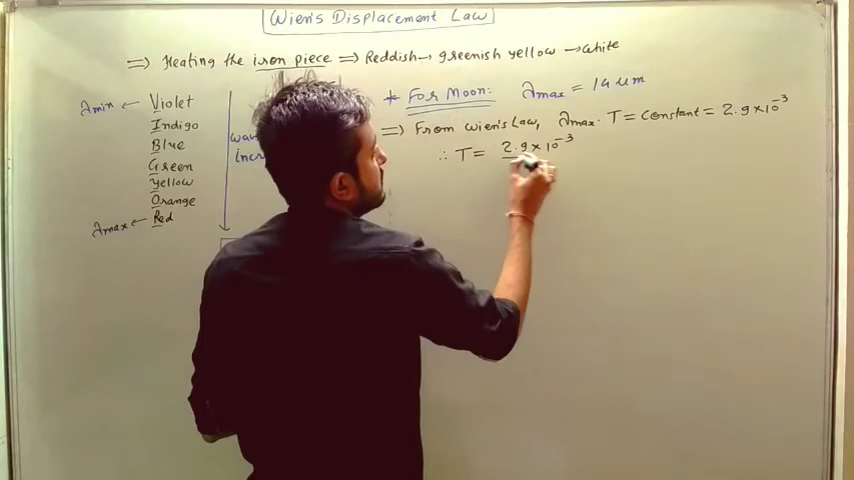 Wien's Displacement Law
⇒ Heating the iron piece ⇒ Reddish → greenish yellow → white
λmin ← Violet
Indigo
Blue
Green
Yellow
Orange
λmax ← Red
* For Moon: λmax = 14 μm
⇒ From Wien's Law, λmax. T = Constant = 2.9 × 10⁻³
∴ T = 2.9 × 10⁻³